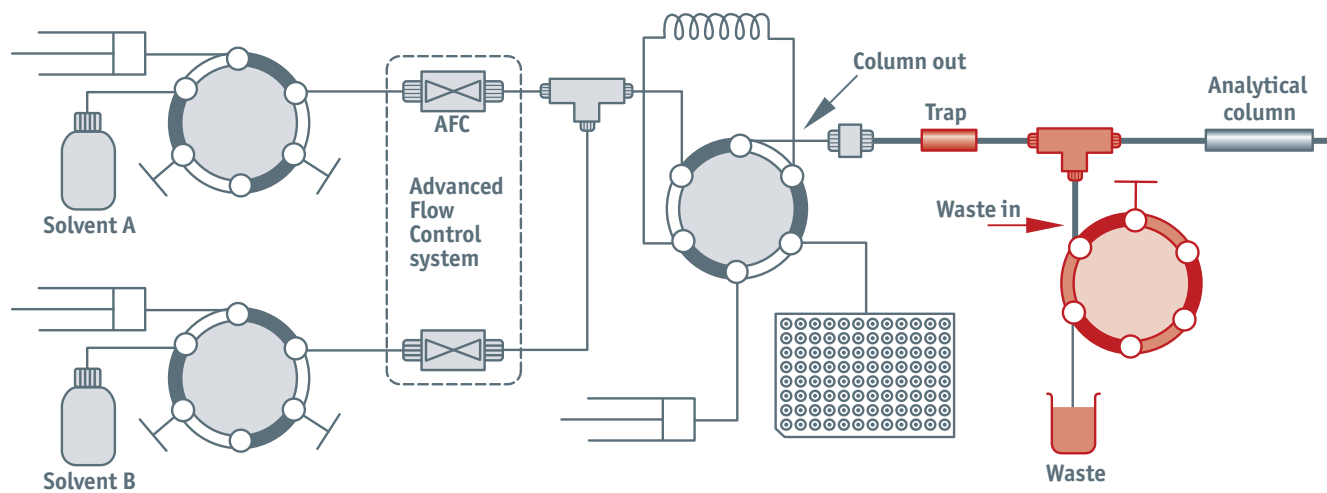 Column out
Trap
Analytical
column
AFC
Solvent A
Advanced
Flow
Control
system
Waste in
Solvent B
Waste